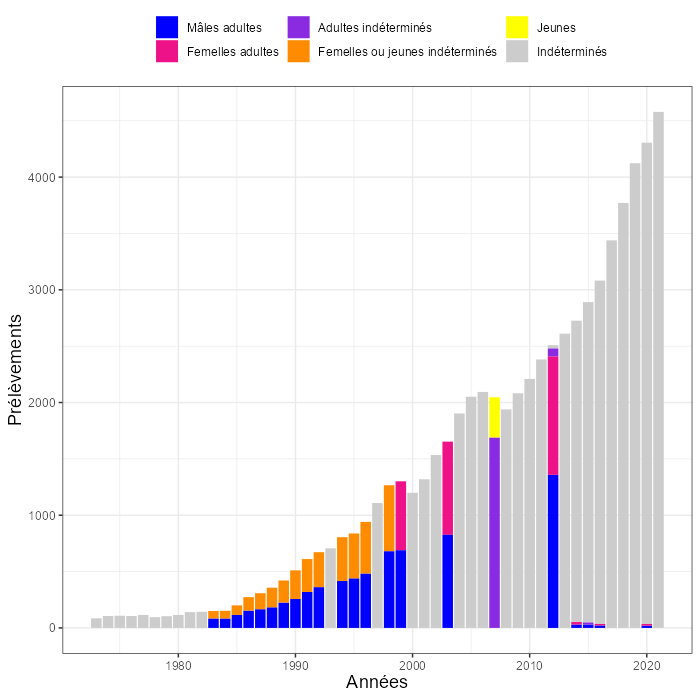 Mâles adultes Adultes indéterminés Jeunes
Femelles adultes Femelles ou jeunes indéterminés Indéterminés
Prélèvements
4000
3000
2000
1000
0
1980 1990 2000 2010 2020
Années